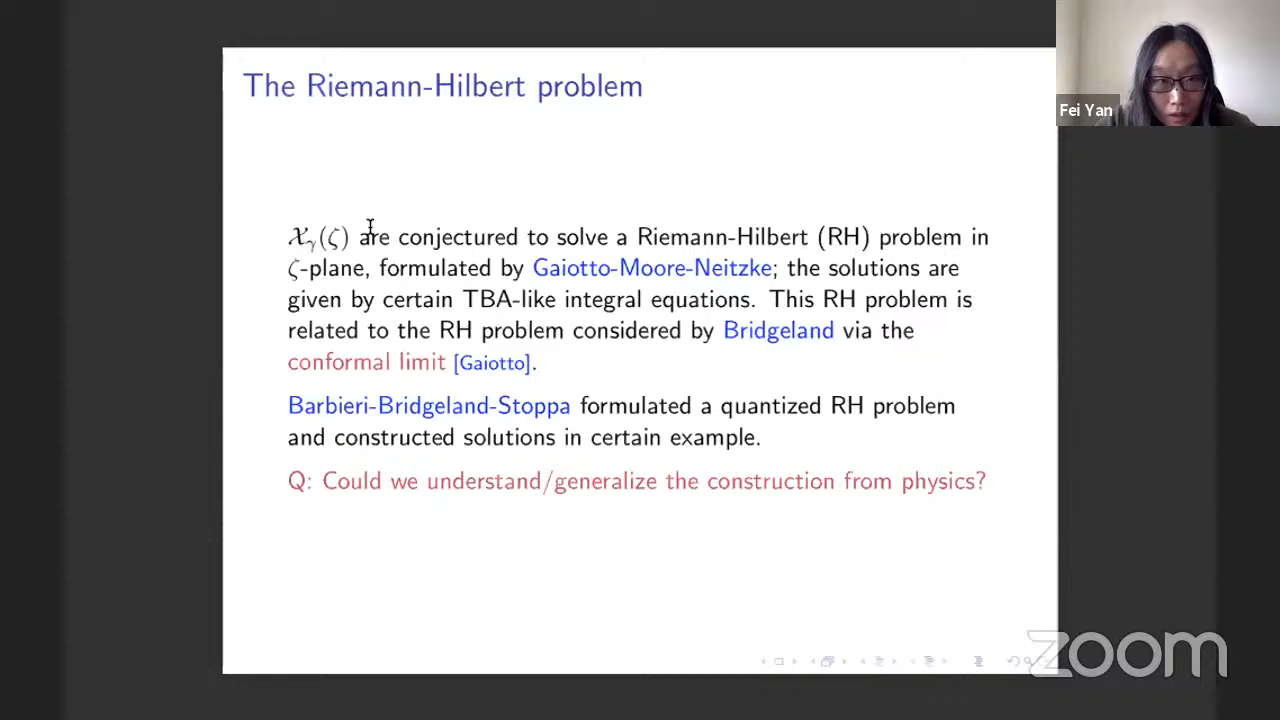 The Riemann-Hilbert problem
Fei Yan
𝒳γ(ζ) are conjectured to solve a Riemann-Hilbert (RH) problem in
ζ-plane, formulated by Gaiotto-Moore-Neitzke; the solutions are
given by certain TBA-like integral equations. This RH problem is
related to the RH problem considered by Bridgeland via the
conformal limit [Gaiotto].
Barbieri-Bridgeland-Stoppa formulated a quantized RH problem
and constructed solutions in certain example.
Q: Could we understand/generalize the construction from physics?
zoom